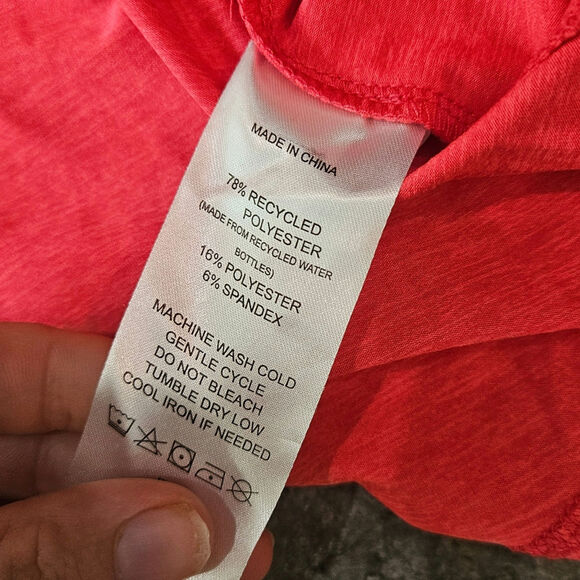 MADE IN CHINA
78% RECYCLED
POLYESTER
(MADE FROM RECYCLED WATER
BOTTLES)
16% POLYESTER
6% SPANDEX
MACHINE WASH COLD
GENTLE CYCLE
DO NOT BLEACH
TUMBLE DRY LOW
COOL IRON IF NEEDED